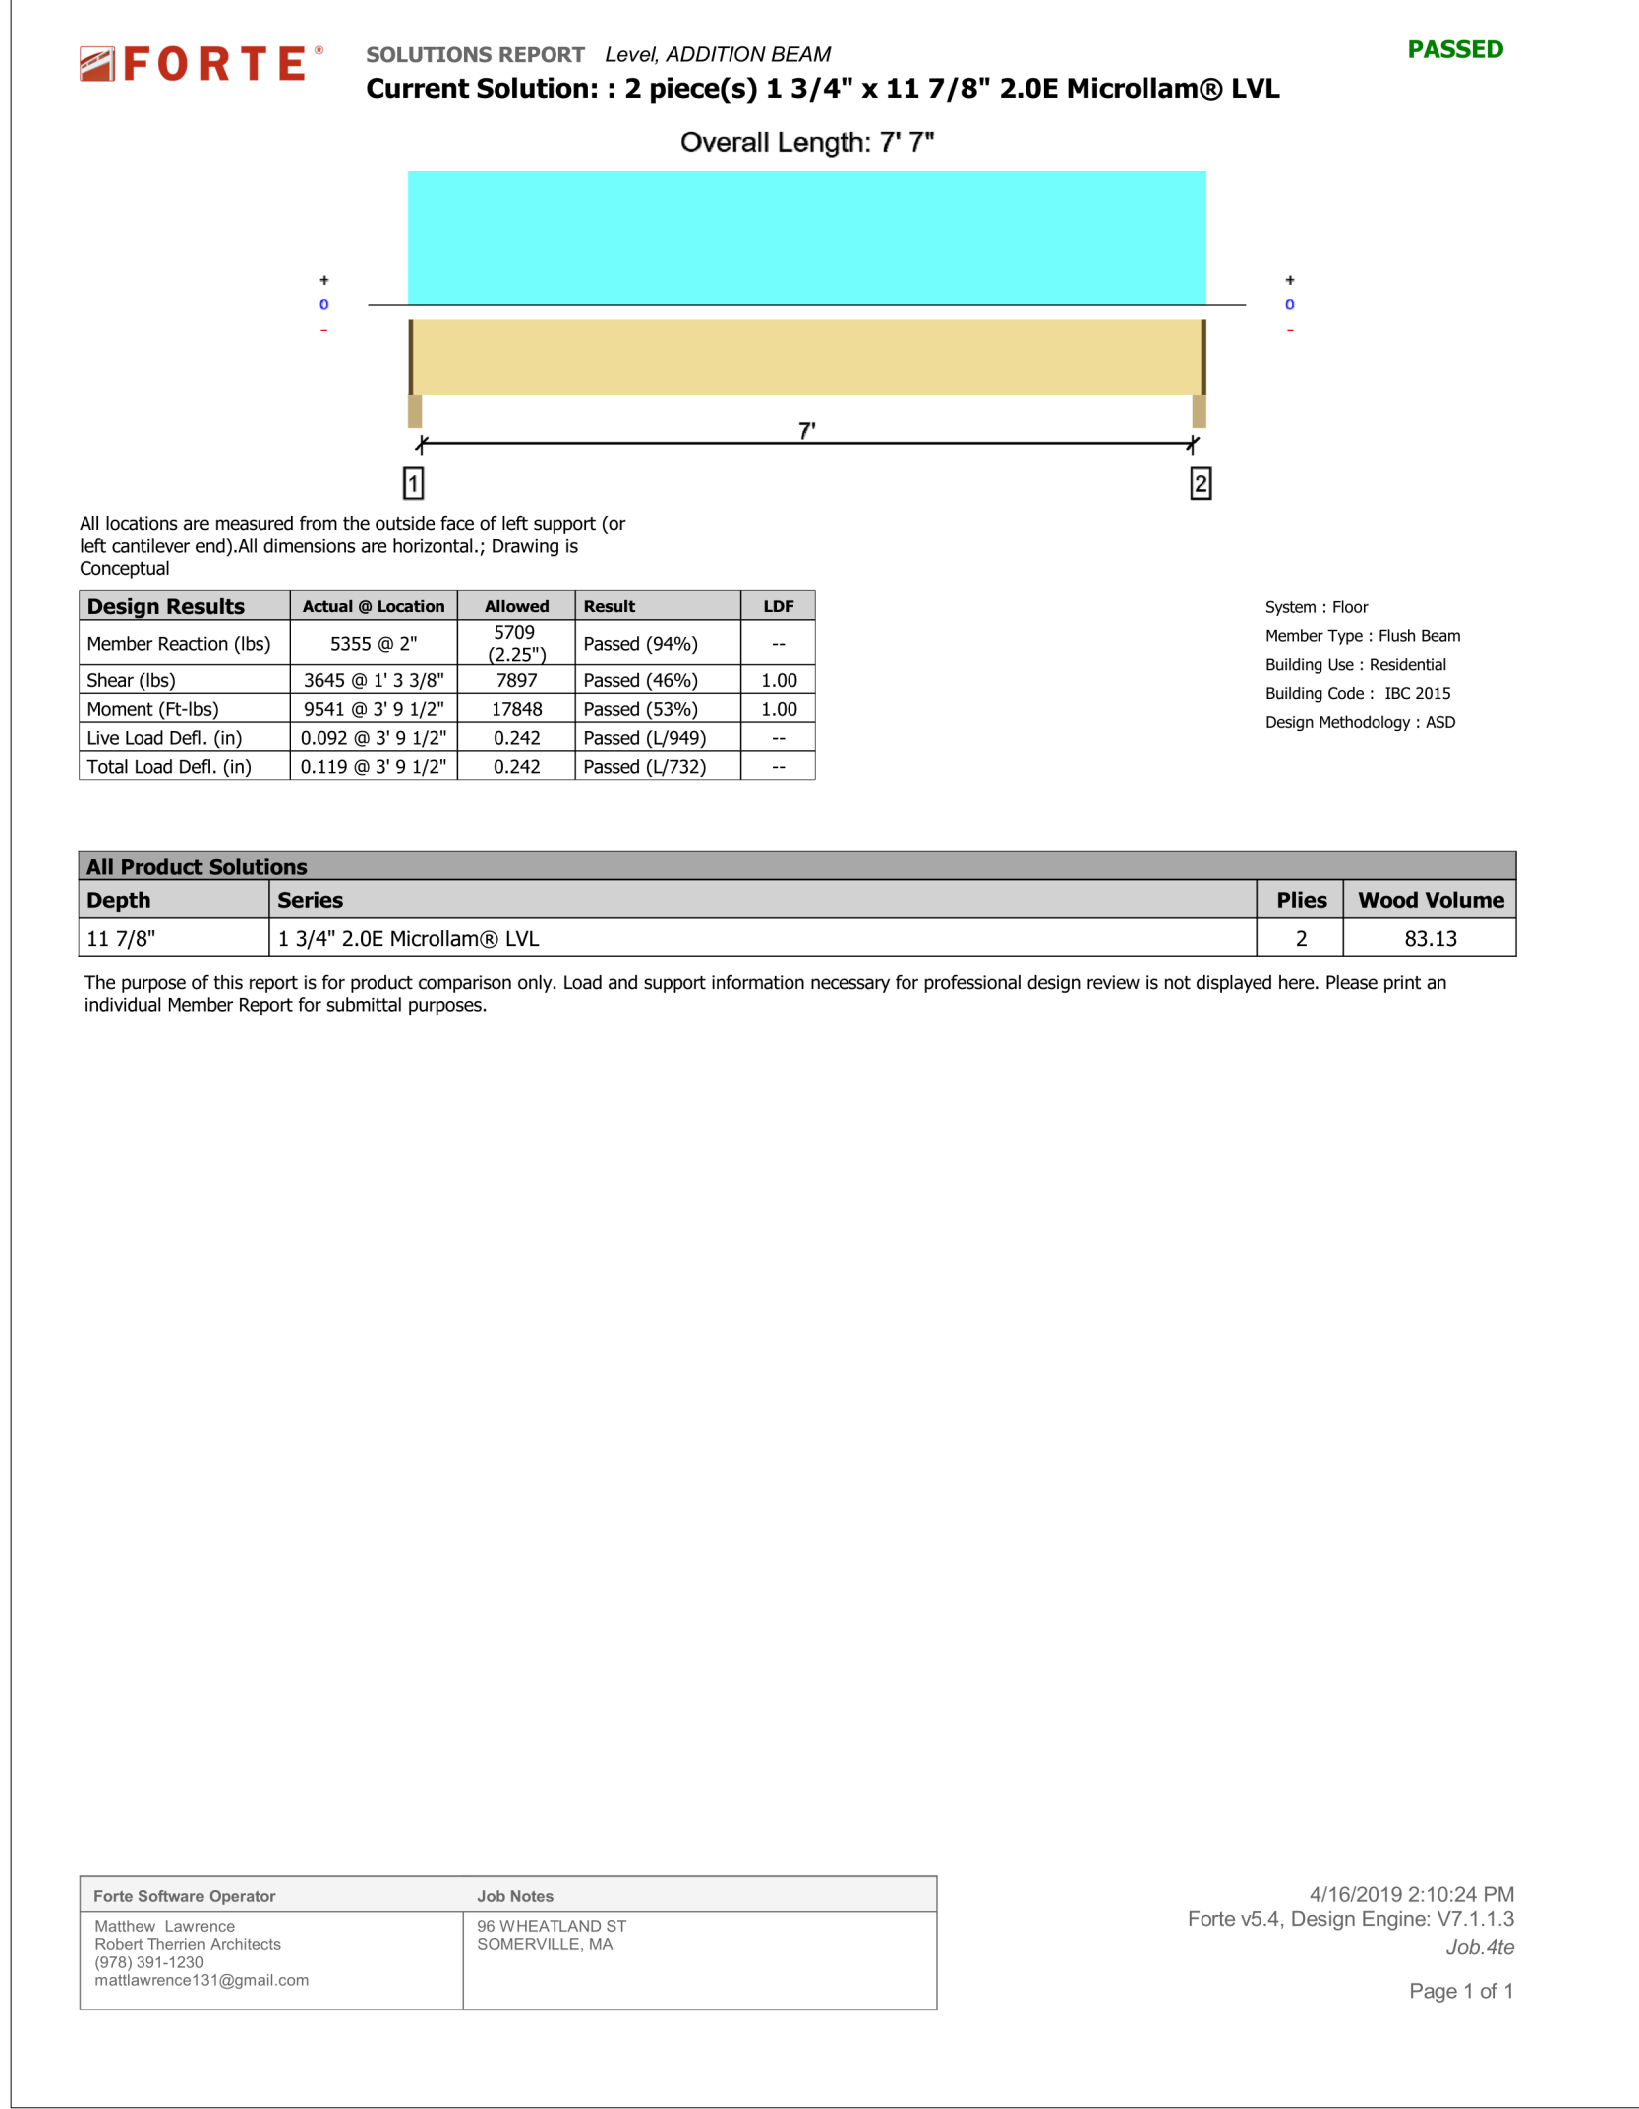 FORTE®
SOLUTIONS REPORT Level, ADDITION BEAM
PASSED
Current Solution: : 2 piece(s) 1 3/4" x 11 7/8" 2.0E Microllam® LVL
Overall Length: 7' 7"
+ +
0 0
- -
7'
1 2
All locations are measured from the outside face of left support (or
left cantilever end).All dimensions are horizontal.; Drawing is
Conceptual
Design Results Actual @ Location Allowed Result LDF
Member Reaction (lbs) 5355 @ 2" 5709 (2.25") Passed (94%) --
Shear (lbs) 3645 @ 1' 3 3/8" 7897 Passed (46%) 1.00
Moment (Ft-lbs) 9541 @ 3' 9 1/2" 17848 Passed (53%) 1.00
Live Load Defl. (in) 0.092 @ 3' 9 1/2" 0.242 Passed (L/949) --
Total Load Defl. (in) 0.119 @ 3' 9 1/2" 0.242 Passed (L/732) --
System : Floor
Member Type : Flush Beam
Building Use : Residential
Building Code : IBC 2015
Design Methodology : ASD
All Product Solutions
Depth Series Plies Wood Volume
11 7/8" 1 3/4" 2.0E Microllam® LVL 2 83.13
The purpose of this report is for product comparison only. Load and support information necessary for professional design review is not displayed here. Please print an
individual Member Report for submittal purposes.
Forte Software Operator Job Notes
Matthew Lawrence 96 WHEATLAND ST
Robert Therrien Architects SOMERVILLE, MA
(978) 391-1230
mattlawrence131@gmail.com
4/16/2019 2:10:24 PM
Forte v5.4, Design Engine: V7.1.1.3
Job.4te
Page 1 of 1